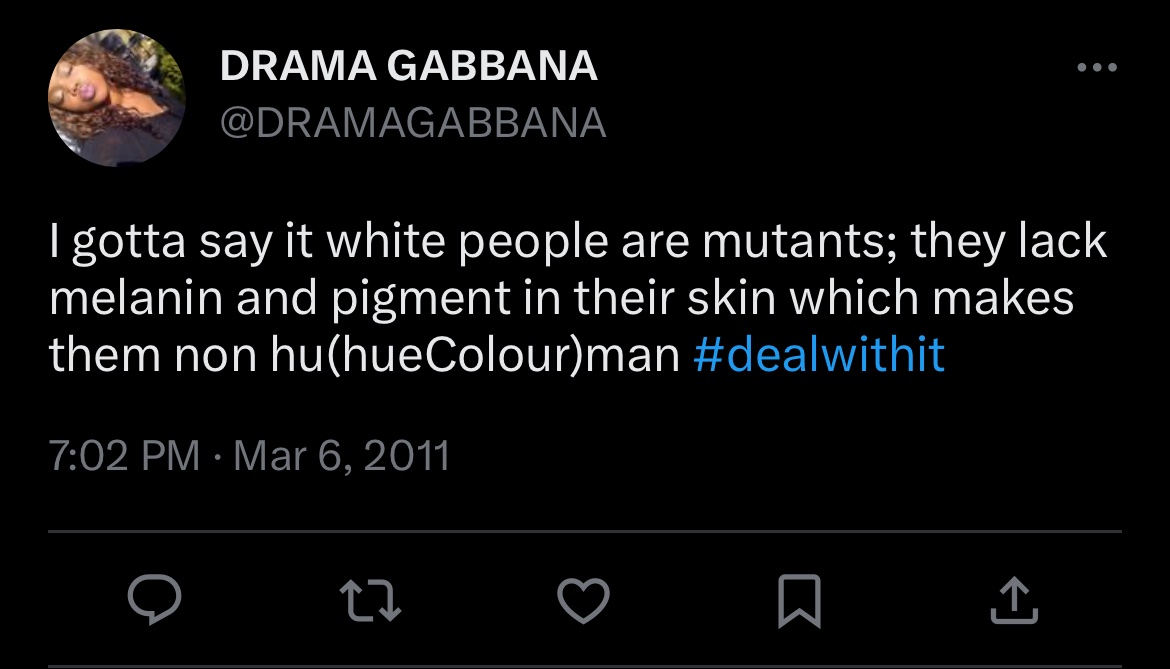 DRAMA GABBANA
@DRAMAGABBANA
I gotta say it white people are mutants; they lack
melanin and pigment in their skin which makes
them non hu(hueColour)man #dealwithit
7:02 PM · Mar 6, 2011